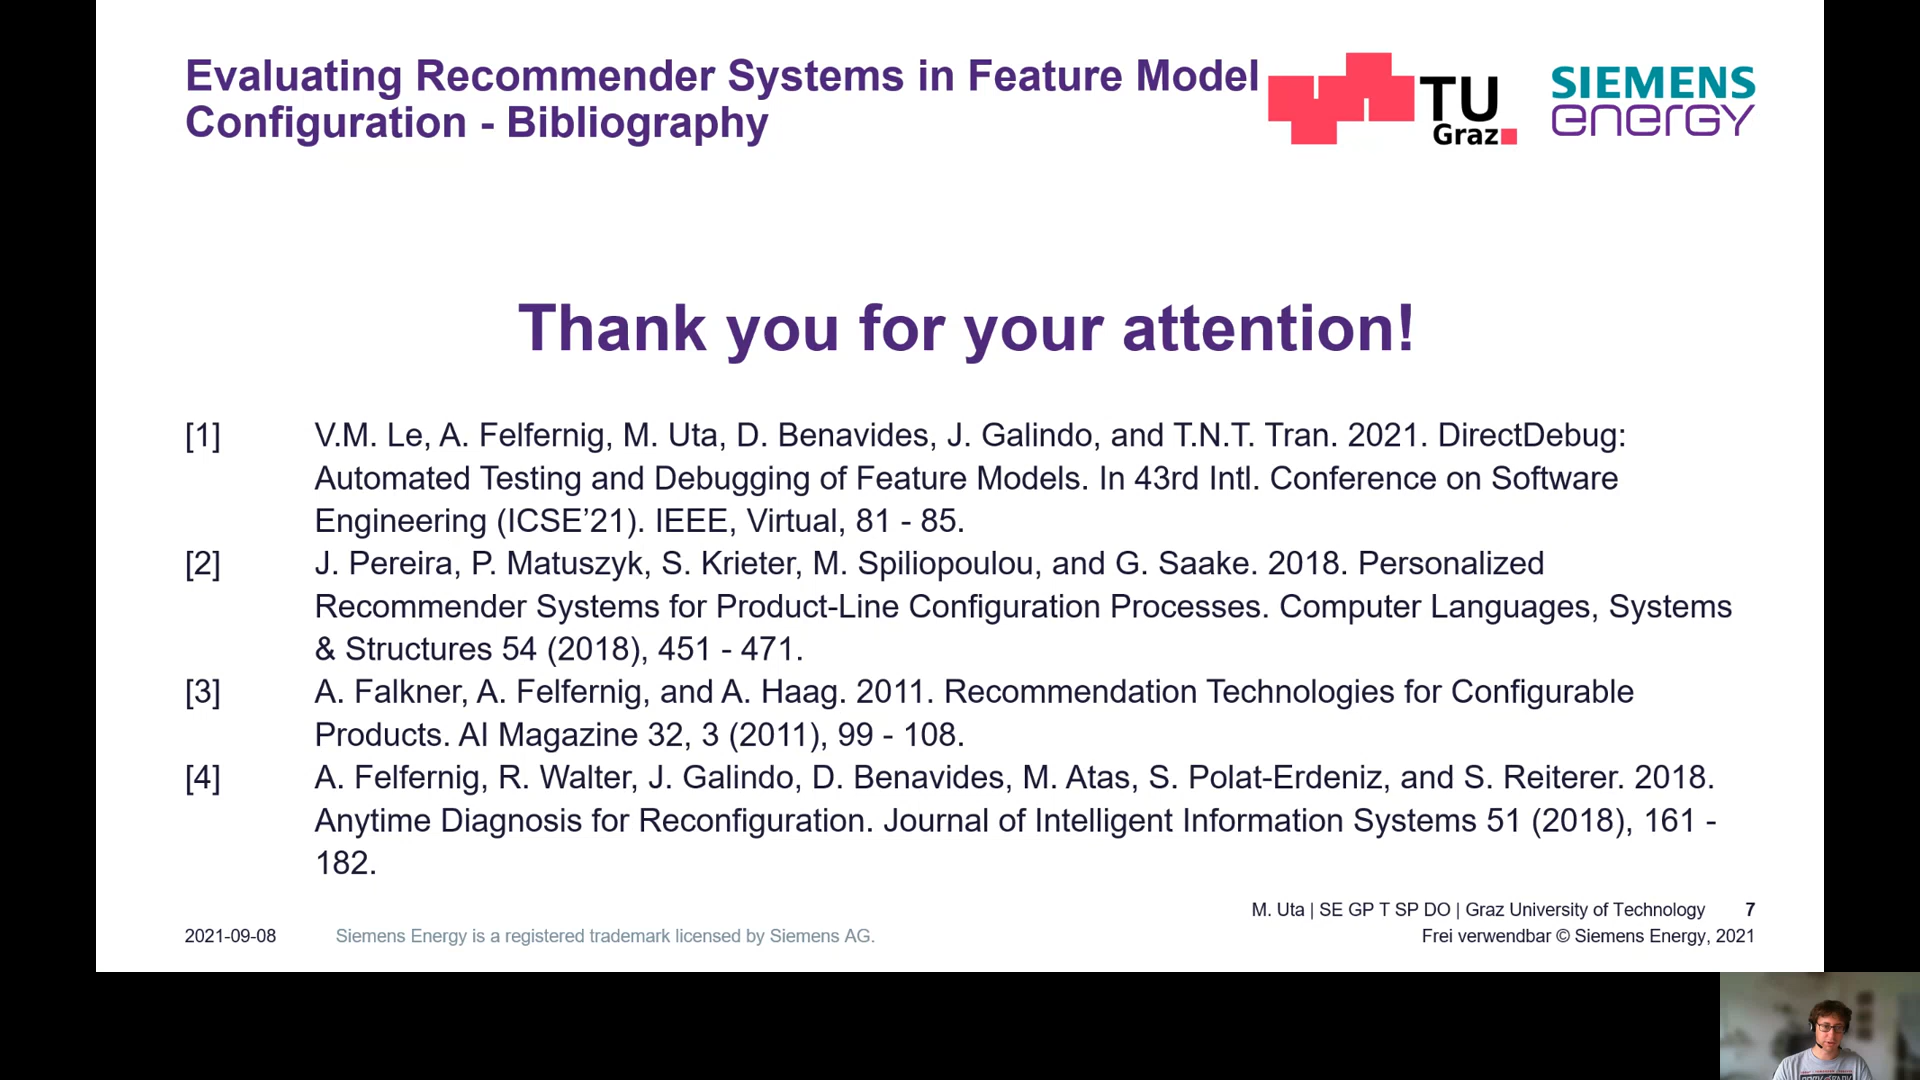 Evaluating Recommender Systems in Feature Model
Configuration - Bibliography
TU
Graz
SIEMENS
energy
Thank you for your attention!
[1] V.M. Le, A. Felfernig, M. Uta, D. Benavides, J. Galindo, and T.N.T. Tran. 2021. DirectDebug:
Automated Testing and Debugging of Feature Models. In 43rd Intl. Conference on Software
Engineering (ICSE’21). IEEE, Virtual, 81 - 85.
[2] J. Pereira, P. Matuszyk, S. Krieter, M. Spiliopoulou, and G. Saake. 2018. Personalized
Recommender Systems for Product-Line Configuration Processes. Computer Languages, Systems
& Structures 54 (2018), 451 - 471.
[3] A. Falkner, A. Felfernig, and A. Haag. 2011. Recommendation Technologies for Configurable
Products. AI Magazine 32, 3 (2011), 99 - 108.
[4] A. Felfernig, R. Walter, J. Galindo, D. Benavides, M. Atas, S. Polat-Erdeniz, and S. Reiterer. 2018.
Anytime Diagnosis for Reconfiguration. Journal of Intelligent Information Systems 51 (2018), 161 -
182.
M. Uta | SE GP T SP DO | Graz University of Technology 7
2021-09-08 Siemens Energy is a registered trademark licensed by Siemens AG. Frei verwendbar © Siemens Energy, 2021